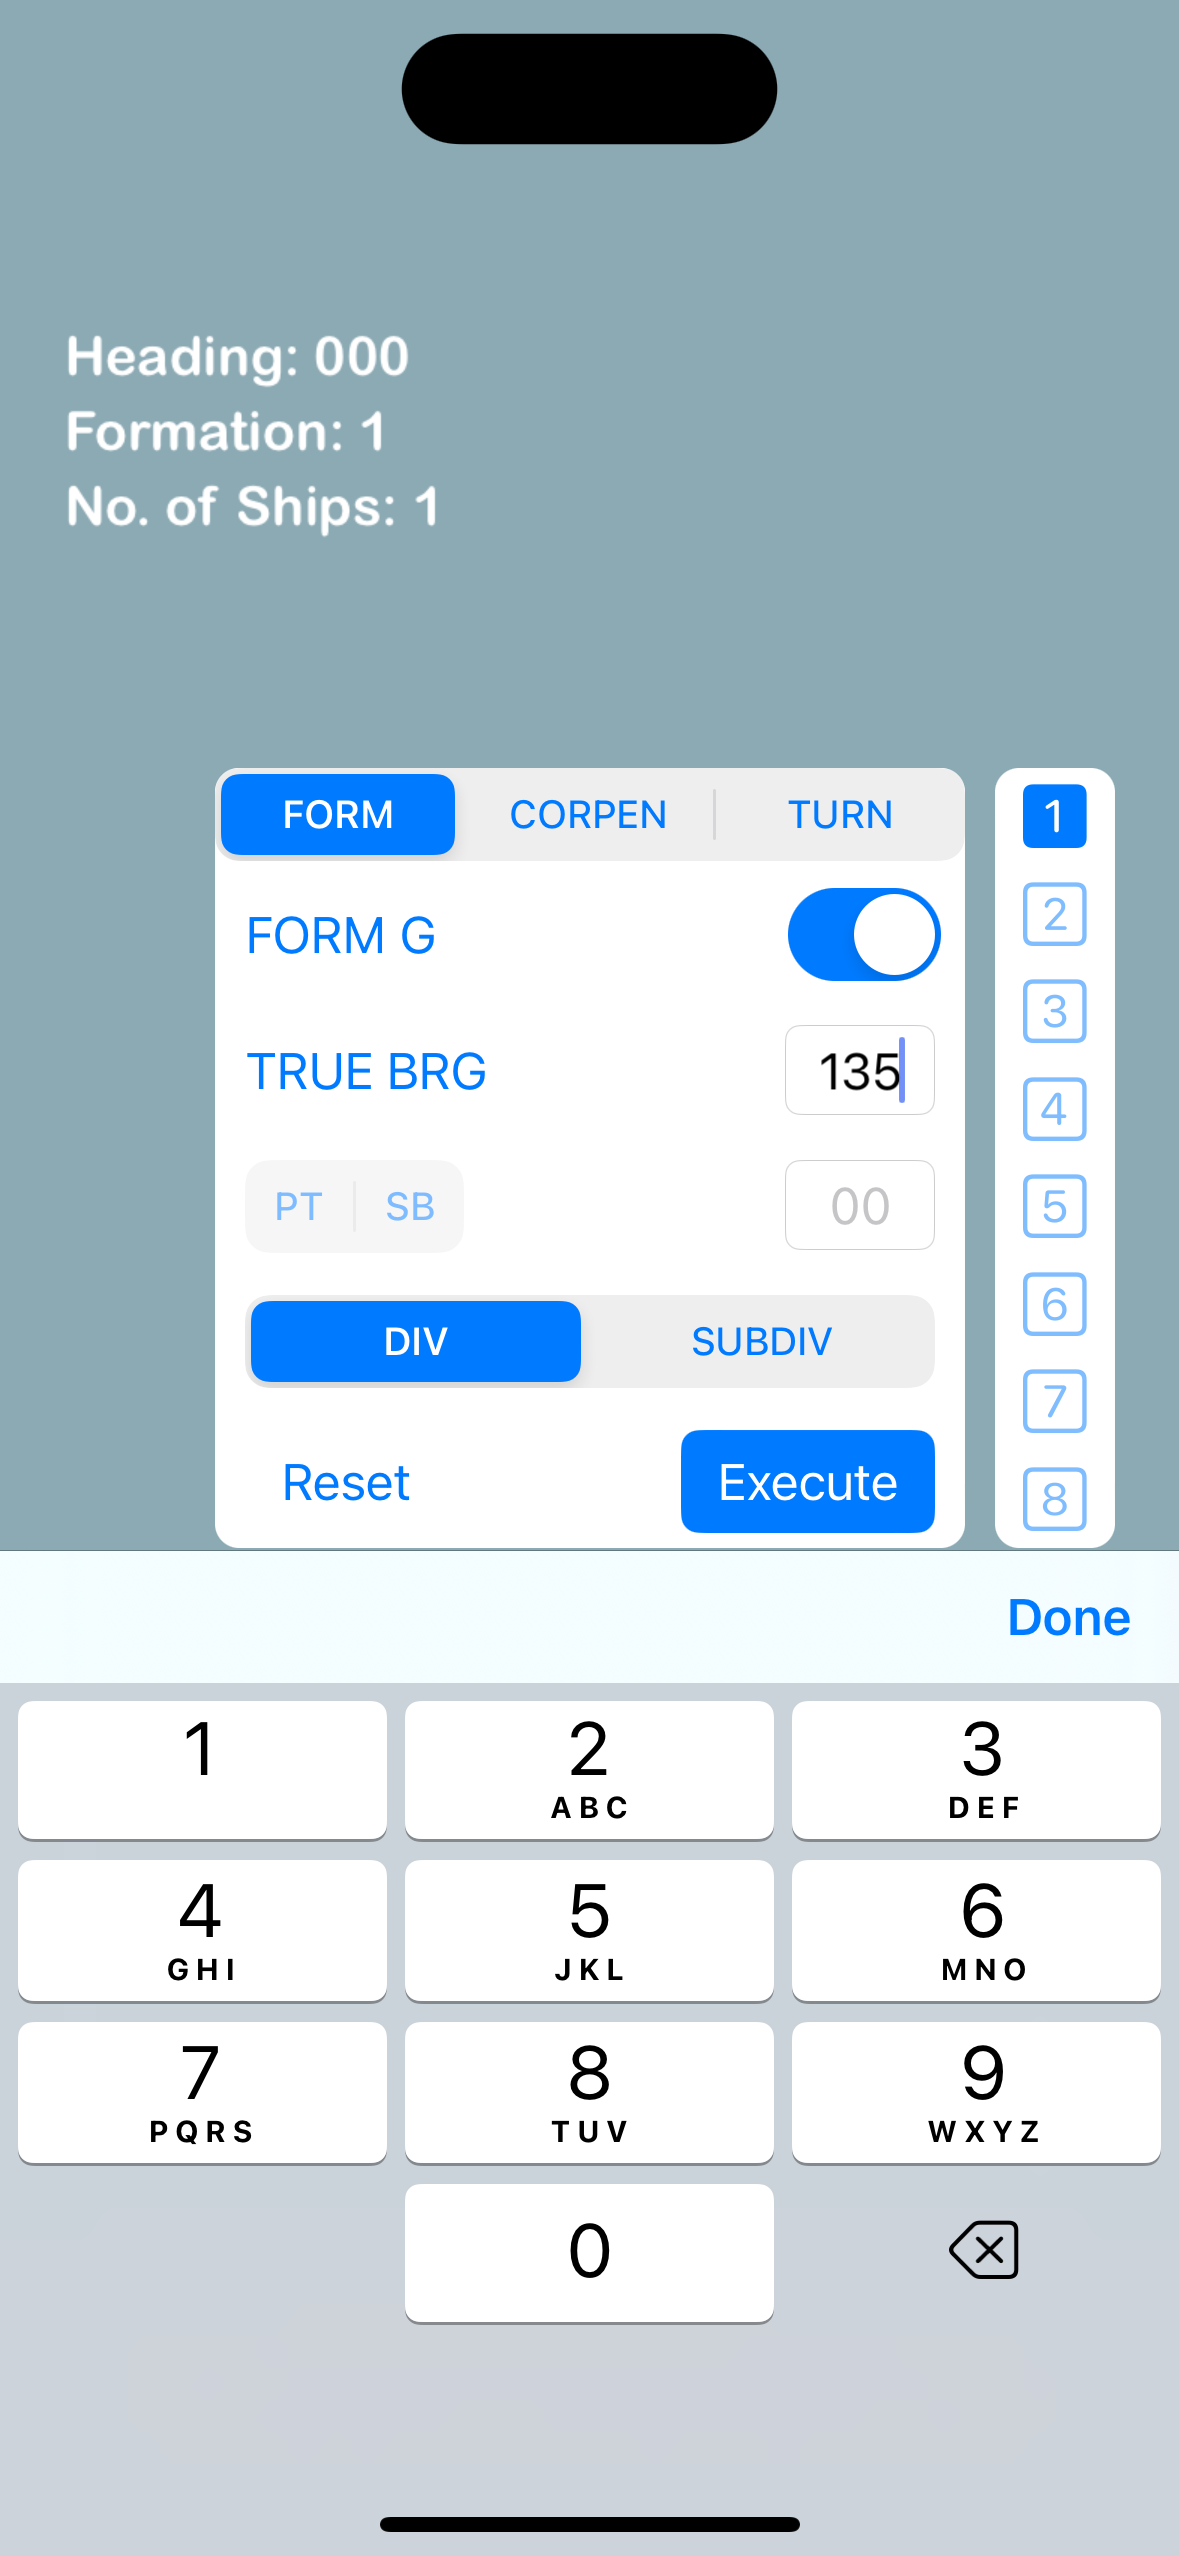 Heading: 000
Formation: 1
No. of Ships: 1
FORM CORPEN TURN
1
FORM G
2
3
TRUE BRG 135
4
PT SB 00
5
6
DIV SUBDIV
7
Reset Execute
8
Done
1 2 3
ABC DEF
4 5 6
GHI JKL MNO
7 8 9
PQRS TUV WXYZ
0